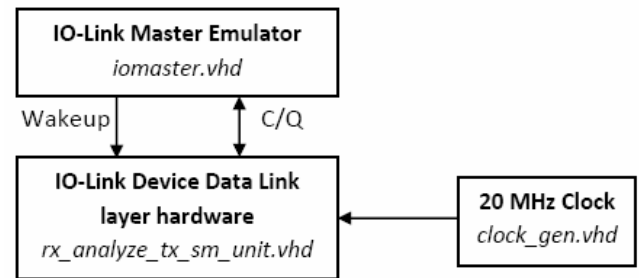 IO-Link Master Emulator
iomaster.vhd
Wakeup
C/Q
IO-Link Device Data Link
layer hardware
rx_analyze_tx_sm_unit.vhd
20 MHz Clock
clock_gen.vhd